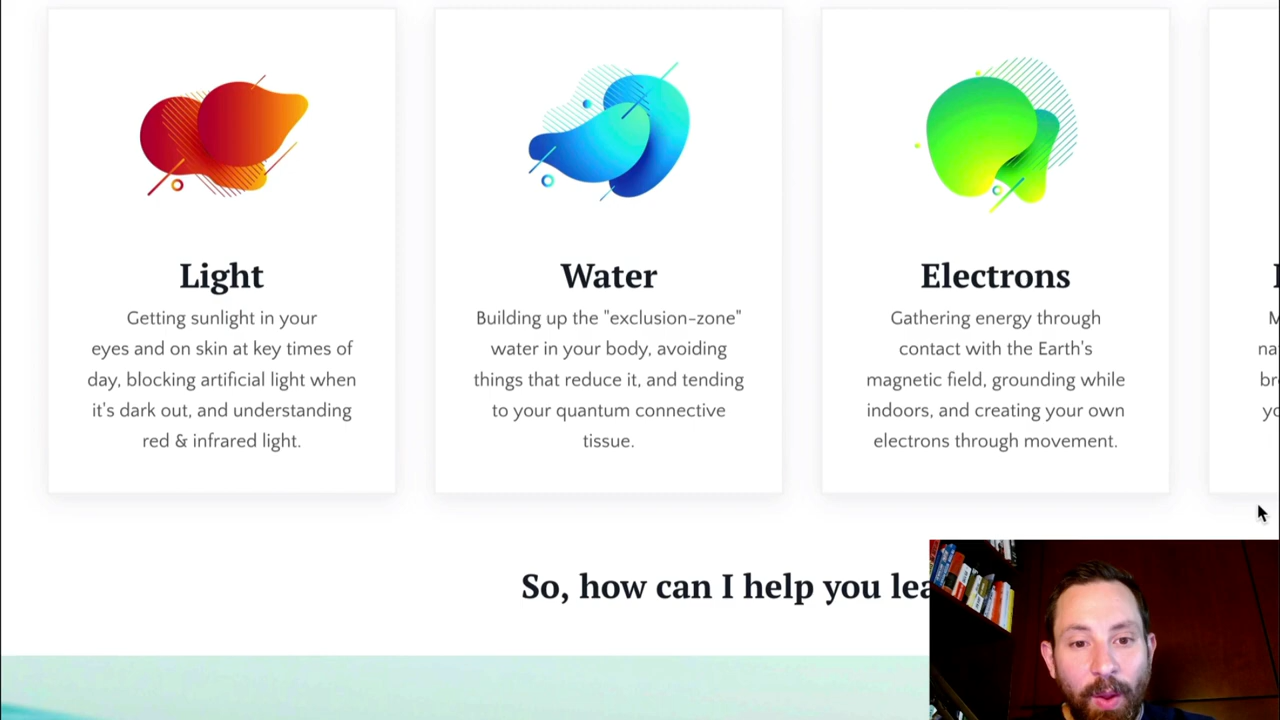 Light
Getting sunlight in your
eyes and on skin at key times of
day, blocking artificial light when
it's dark out, and understanding
red & infrared light.
Water
Building up the "exclusion-zone"
water in your body, avoiding
things that reduce it, and tending
to your quantum connective
tissue.
Electrons
Gathering energy through
contact with the Earth's
magnetic field, grounding while
indoors, and creating your own
electrons through movement.
So, how can I help you